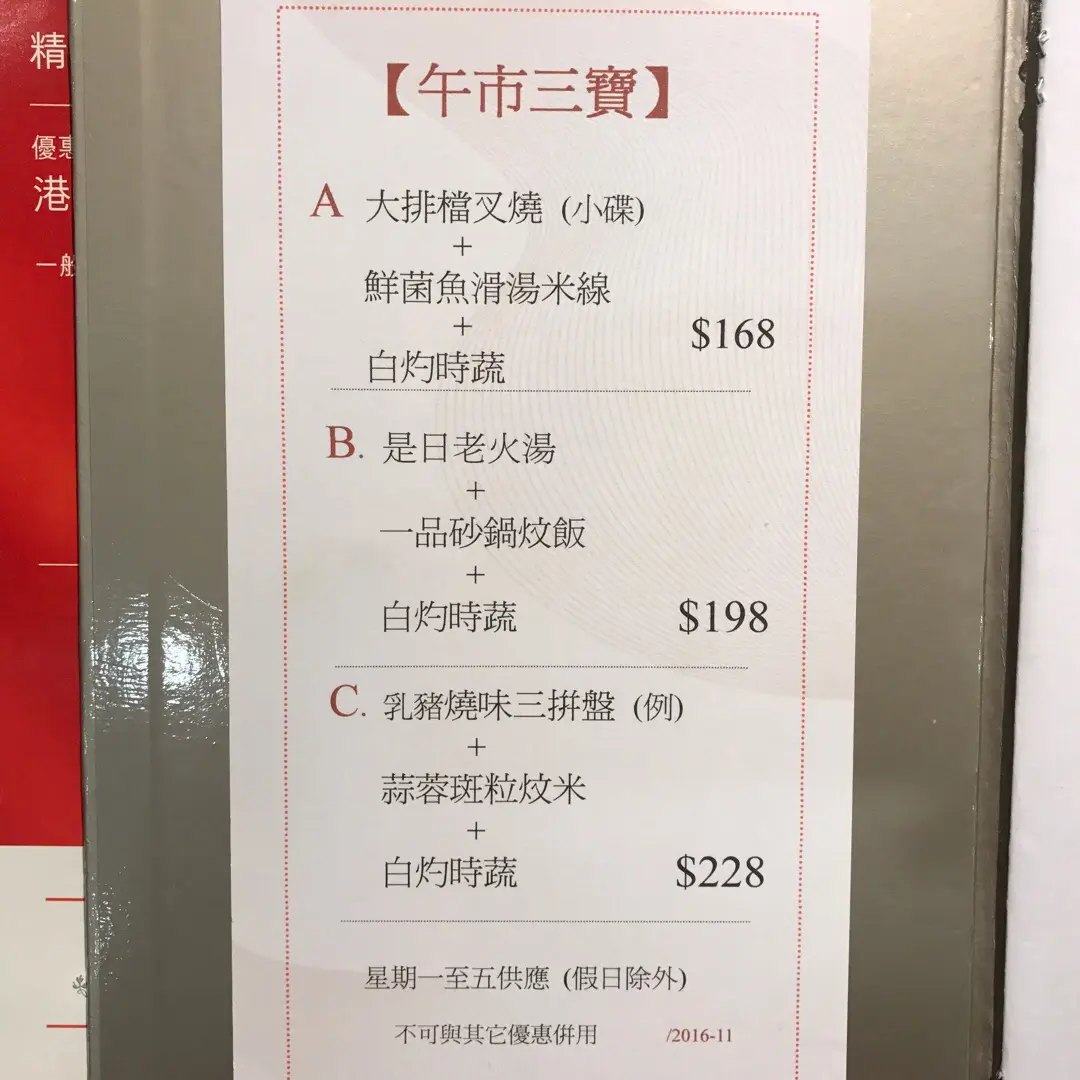 精
優惠
港
一般
【午市三寶】
A 大排檔叉燒 (小碟)
+
鮮菌魚滑湯米線
+
$168
白灼時蔬
B. 是日老火湯
+
一品砂鍋炆飯
+
白灼時蔬 $198
C. 乳豬燒味三拼盤 (例)
+
蒜蓉斑粒炆米
+
白灼時蔬 $228
星期一至五供應 (假日除外)
不可與其它優惠併用 /2016-11